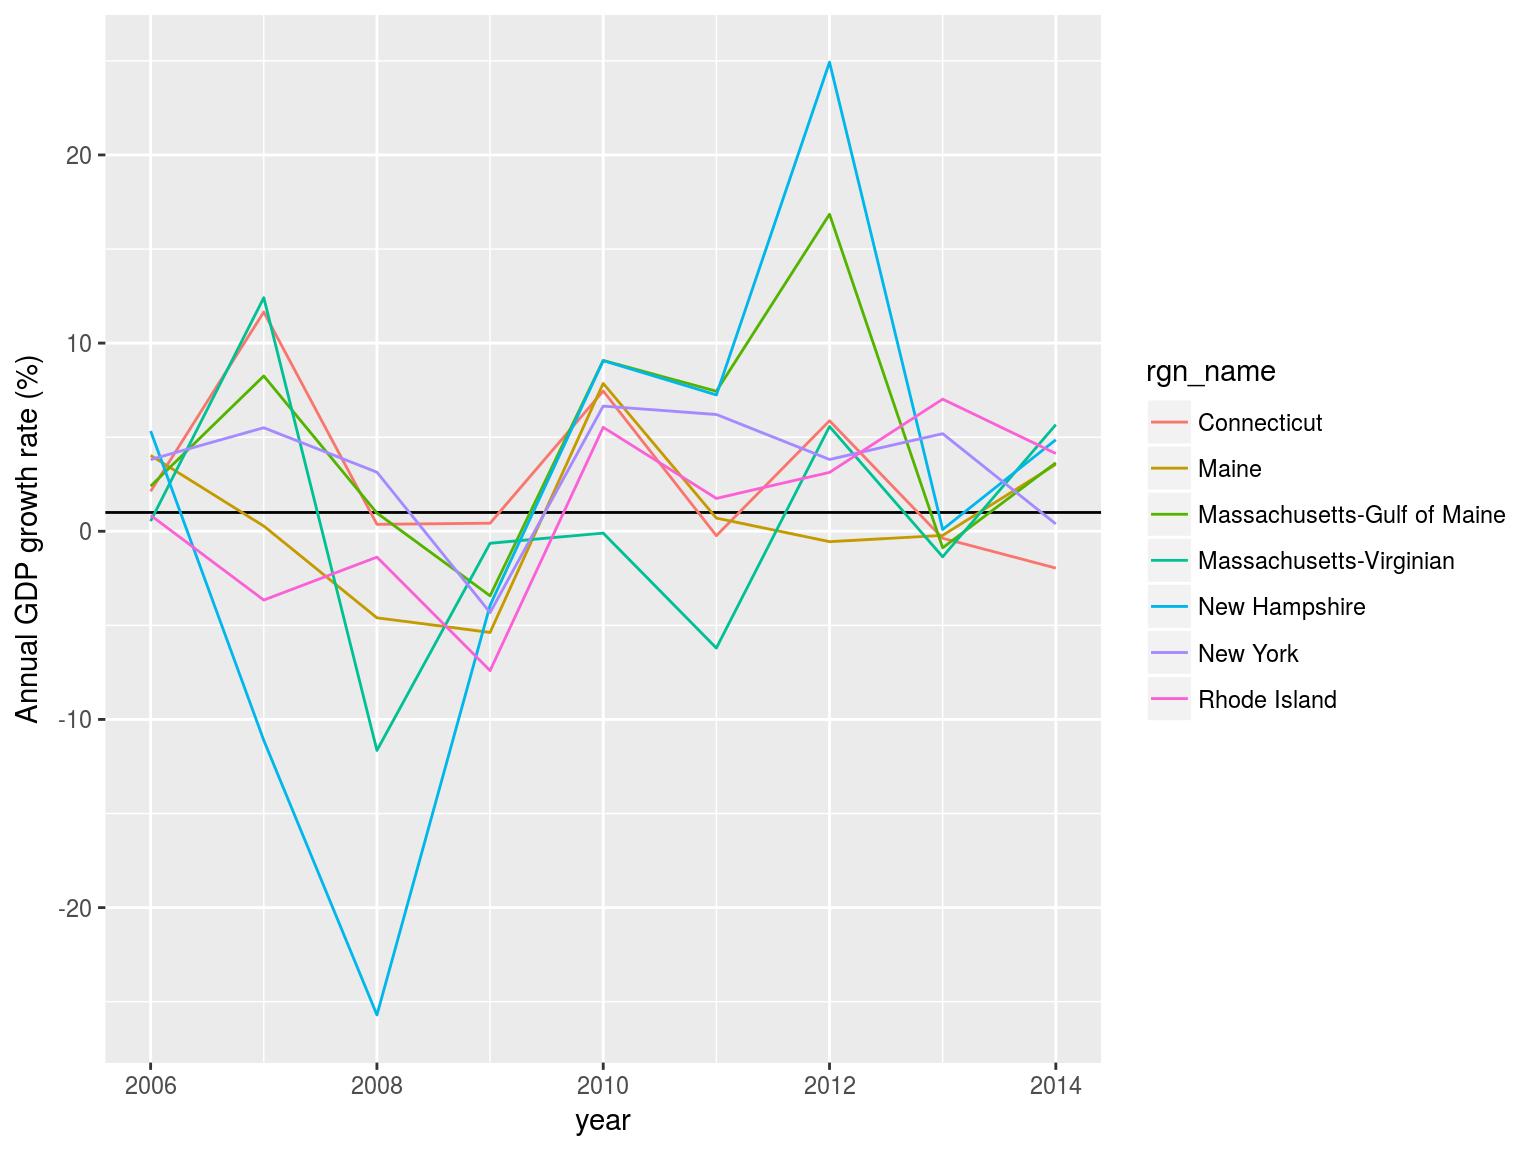 Annual GDP growth rate (%)
20
10
0
-10
-20
2006 2008 2010 2012 2014
year
rgn_name
Connecticut
Maine
Massachusetts-Gulf of Maine
Massachusetts-Virginian
New Hampshire
New York
Rhode Island